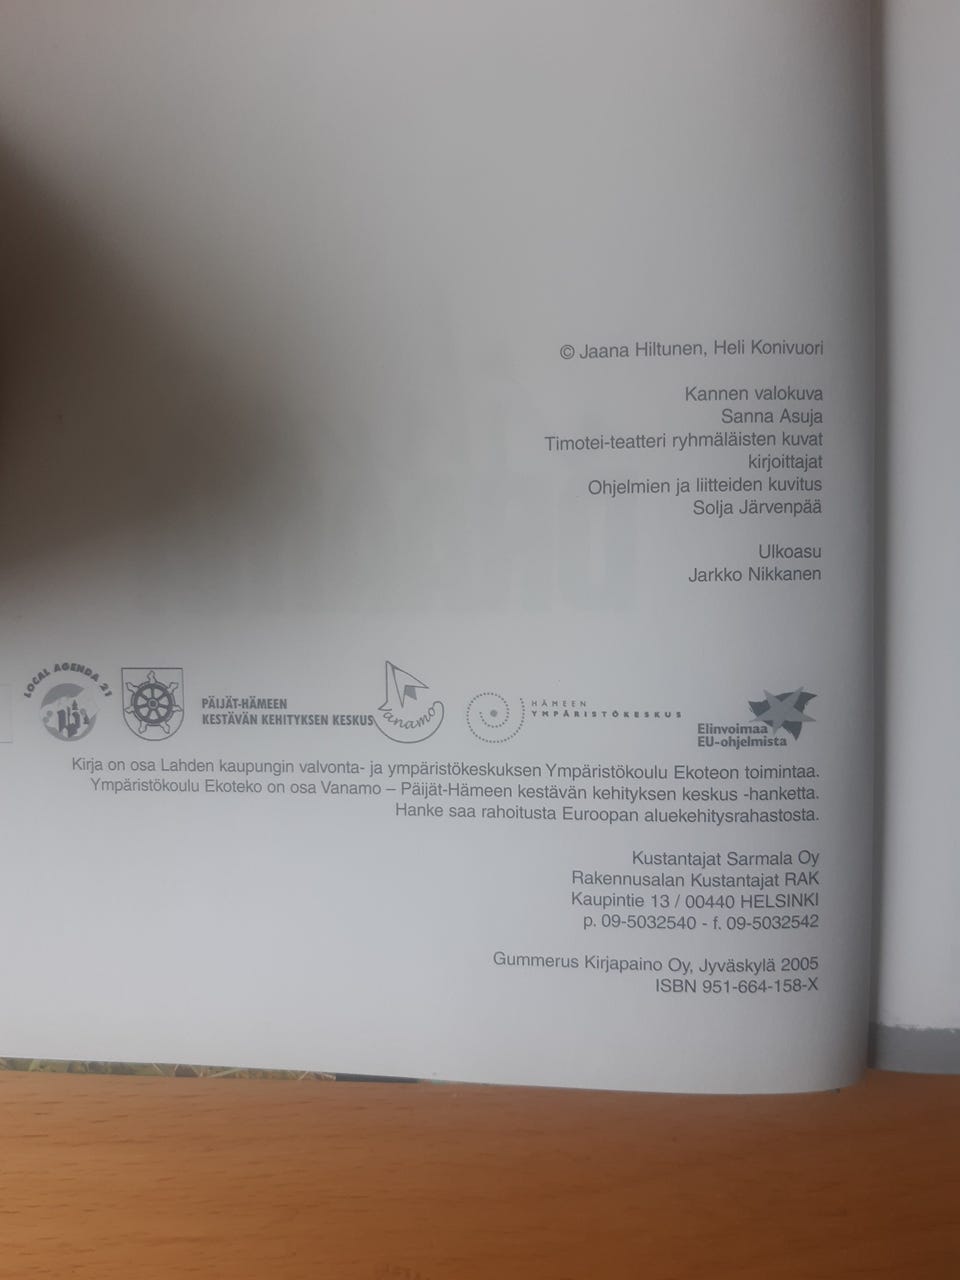 © Jaana Hiltunen, Heli Konivuori
Kannen valokuva
Sanna Asuja
Timotei-teatteri ryhmäläisten kuvat
kirjoittajat
Ohjelmien ja liitteiden kuvitus
Solja Järvenpää
Ulkoasu
Jarkko Nikkanen
LOCAL AGENDA 21
PÄIJÄT-HÄMEEN
KESTÄVÄN KEHITYKSEN KESKUS
Vanamo
HÄMEEN
YMPÄRISTÖKESKUS
Elinvoimaa
EU-ohjelmista
Kirja on osa Lahden kaupungin valvonta- ja ympäristökeskuksen Ympäristökoulu Ekoteon toimintaa.
Ympäristökoulu Ekoteko on osa Vanamo – Päijät-Hämeen kestävän kehityksen keskus -hanketta.
Hanke saa rahoitusta Euroopan aluekehitysrahastosta.
Kustantajat Sarmala Oy
Rakennusalan Kustantajat RAK
Kaupintie 13 / 00440 HELSINKI
p. 09-5032540 - f. 09-5032542
Gummerus Kirjapaino Oy, Jyväskylä 2005
ISBN 951-664-158-X